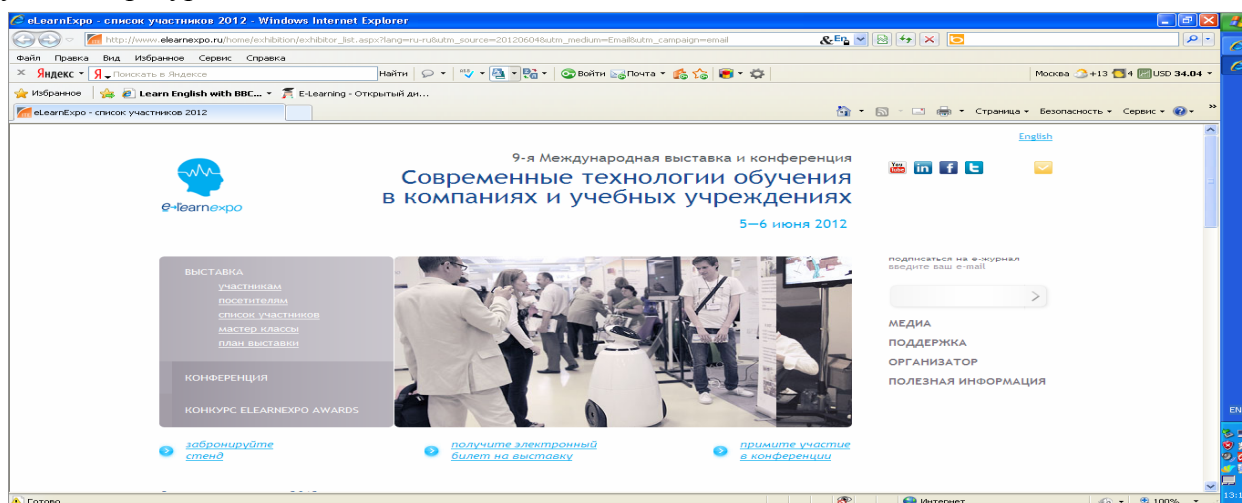 eLearnExpo - список участников 2012 - Windows Internet Explorer
http://www.elearnexpo.ru/home/exhibition/exhibitor_list.aspx?lang=ru-ru&utm_source=20120604&utm_medium=Email&utm_campaign=email
Файл Правка Вид Избранное Сервис Справка
Яндекс Поискать в Яндексе Найти Войти Почта Москва +13 4 USD 34.04
Избранное Learn English with BBC... E-Learning - Открытый ди...
eLearnExpo - список участников 2012 Страница Безопасность Сервис
English
9-я Международная выставка и конференция
Современные технологии обучения
в компаниях и учебных учреждениях
5—6 июня 2012
e-learnexpo
You Tube in f
ВЫСТАВКА
участникам
посетителям
список участников
мастер классы
план выставки
КОНФЕРЕНЦИЯ
КОНКУРС ELEARNEXPO AWARDS
подписаться на e-журнал
введите ваш e-mail
МЕДИА
ПОДДЕРЖКА
ОРГАНИЗАТОР
ПОЛЕЗНАЯ ИНФОРМАЦИЯ
забронируйте
стенд
получите электронный
билет на выставку
примите участие
в конференции
Готово Интернет 100%
EN